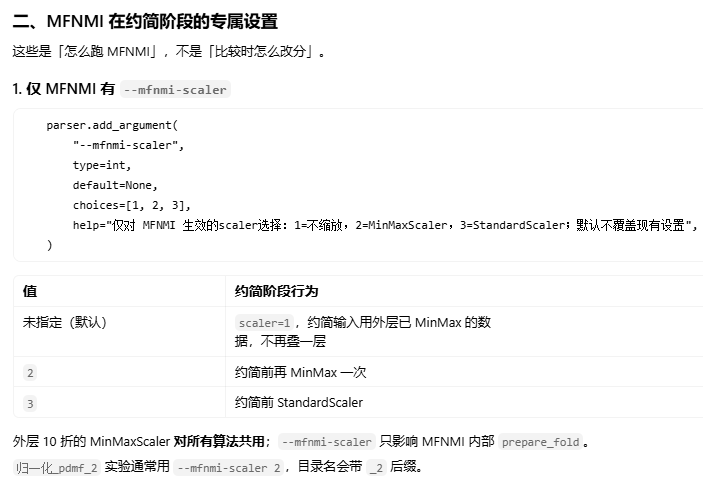 二、MFNMI 在约简阶段的专属设置
这些是「怎么跑 MFNMI」，不是「比较时怎么改分」。
1. 仅 MFNMI 有 --mfnmi-scaler
parser.add_argument(
"--mfnmi-scaler",
type=int,
default=None,
choices=[1, 2, 3],
help="仅对 MFNMI 生效的scaler选择：1=不缩放，2=MinMaxScaler，3=StandardScaler；默认不覆盖现有设置",
)
值 约简阶段行为
未指定（默认） scaler=1，约简输入用外层已 MinMax 的数
据，不再叠一层
2 约简前再 MinMax 一次
3 约简前 StandardScaler
外层 10 折的 MinMaxScaler 对所有算法共用；--mfnmi-scaler 只影响 MFNMI 内部 prepare_fold。
归一化_pdmf_2 实验通常用 --mfnmi-scaler 2，目录名会带 _2 后缀。